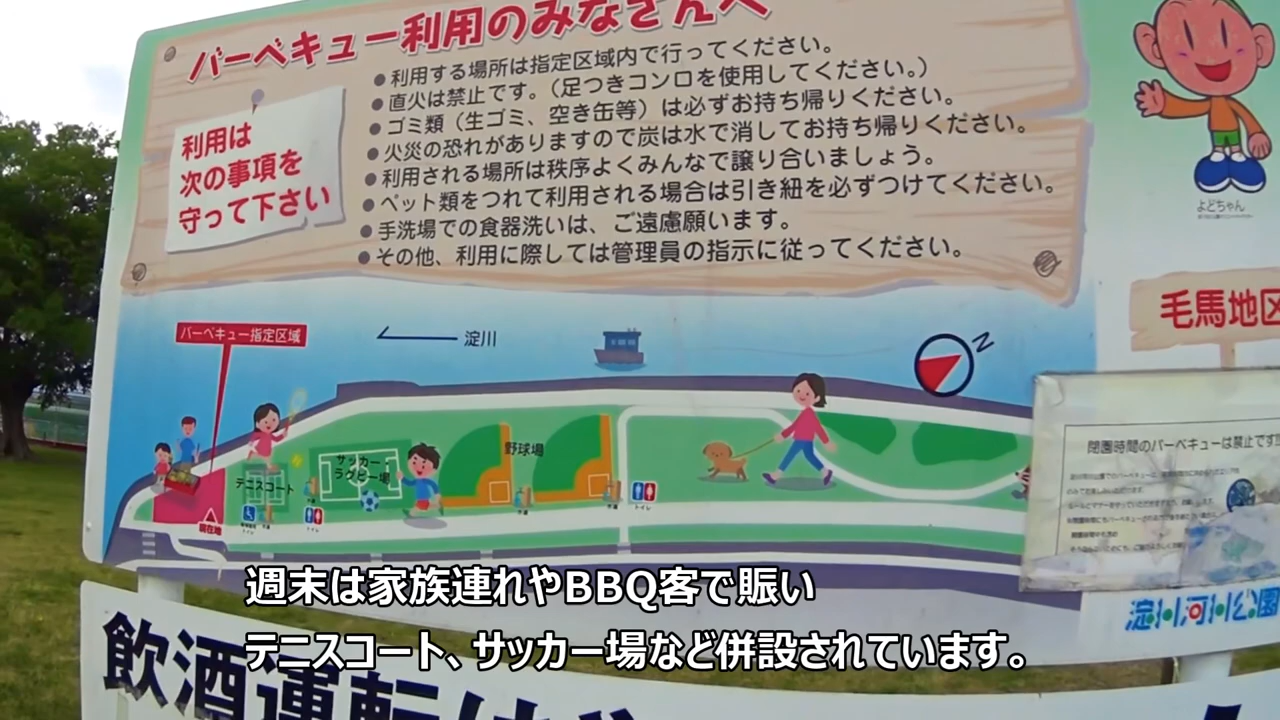 バーベキュー利用のみなさんへ
利用は
次の事項を
守って下さい
●利用する場所は指定区域内で行ってください。
●直火は禁止です。（足つきコンロを使用してください。）
●ゴミ類（生ゴミ、空き缶等）は必ずお持ち帰りください。
●火災の恐れがありますので炭は水で消してお持ち帰りください。
●利用される場所は秩序よくみんなで譲り合いましょう。
●ペット類をつれて利用される場合は引き紐を必ずつけてください。
●手洗場での食器洗いは、ご遠慮願います。
●その他、利用に際しては管理員の指示に従ってください。
よどちゃん
毛馬地区
バーベキュー指定区域
淀川
N
野球場
サッカー・
ラグビー場
テニスコート
現在地
トイレ
トイレ
トイレ
閉園時間のバーベキューは禁止です
淀川河川公園
週末は家族連れやBBQ客で賑い
テニスコート、サッカー場など併設されています。
飲酒運転は